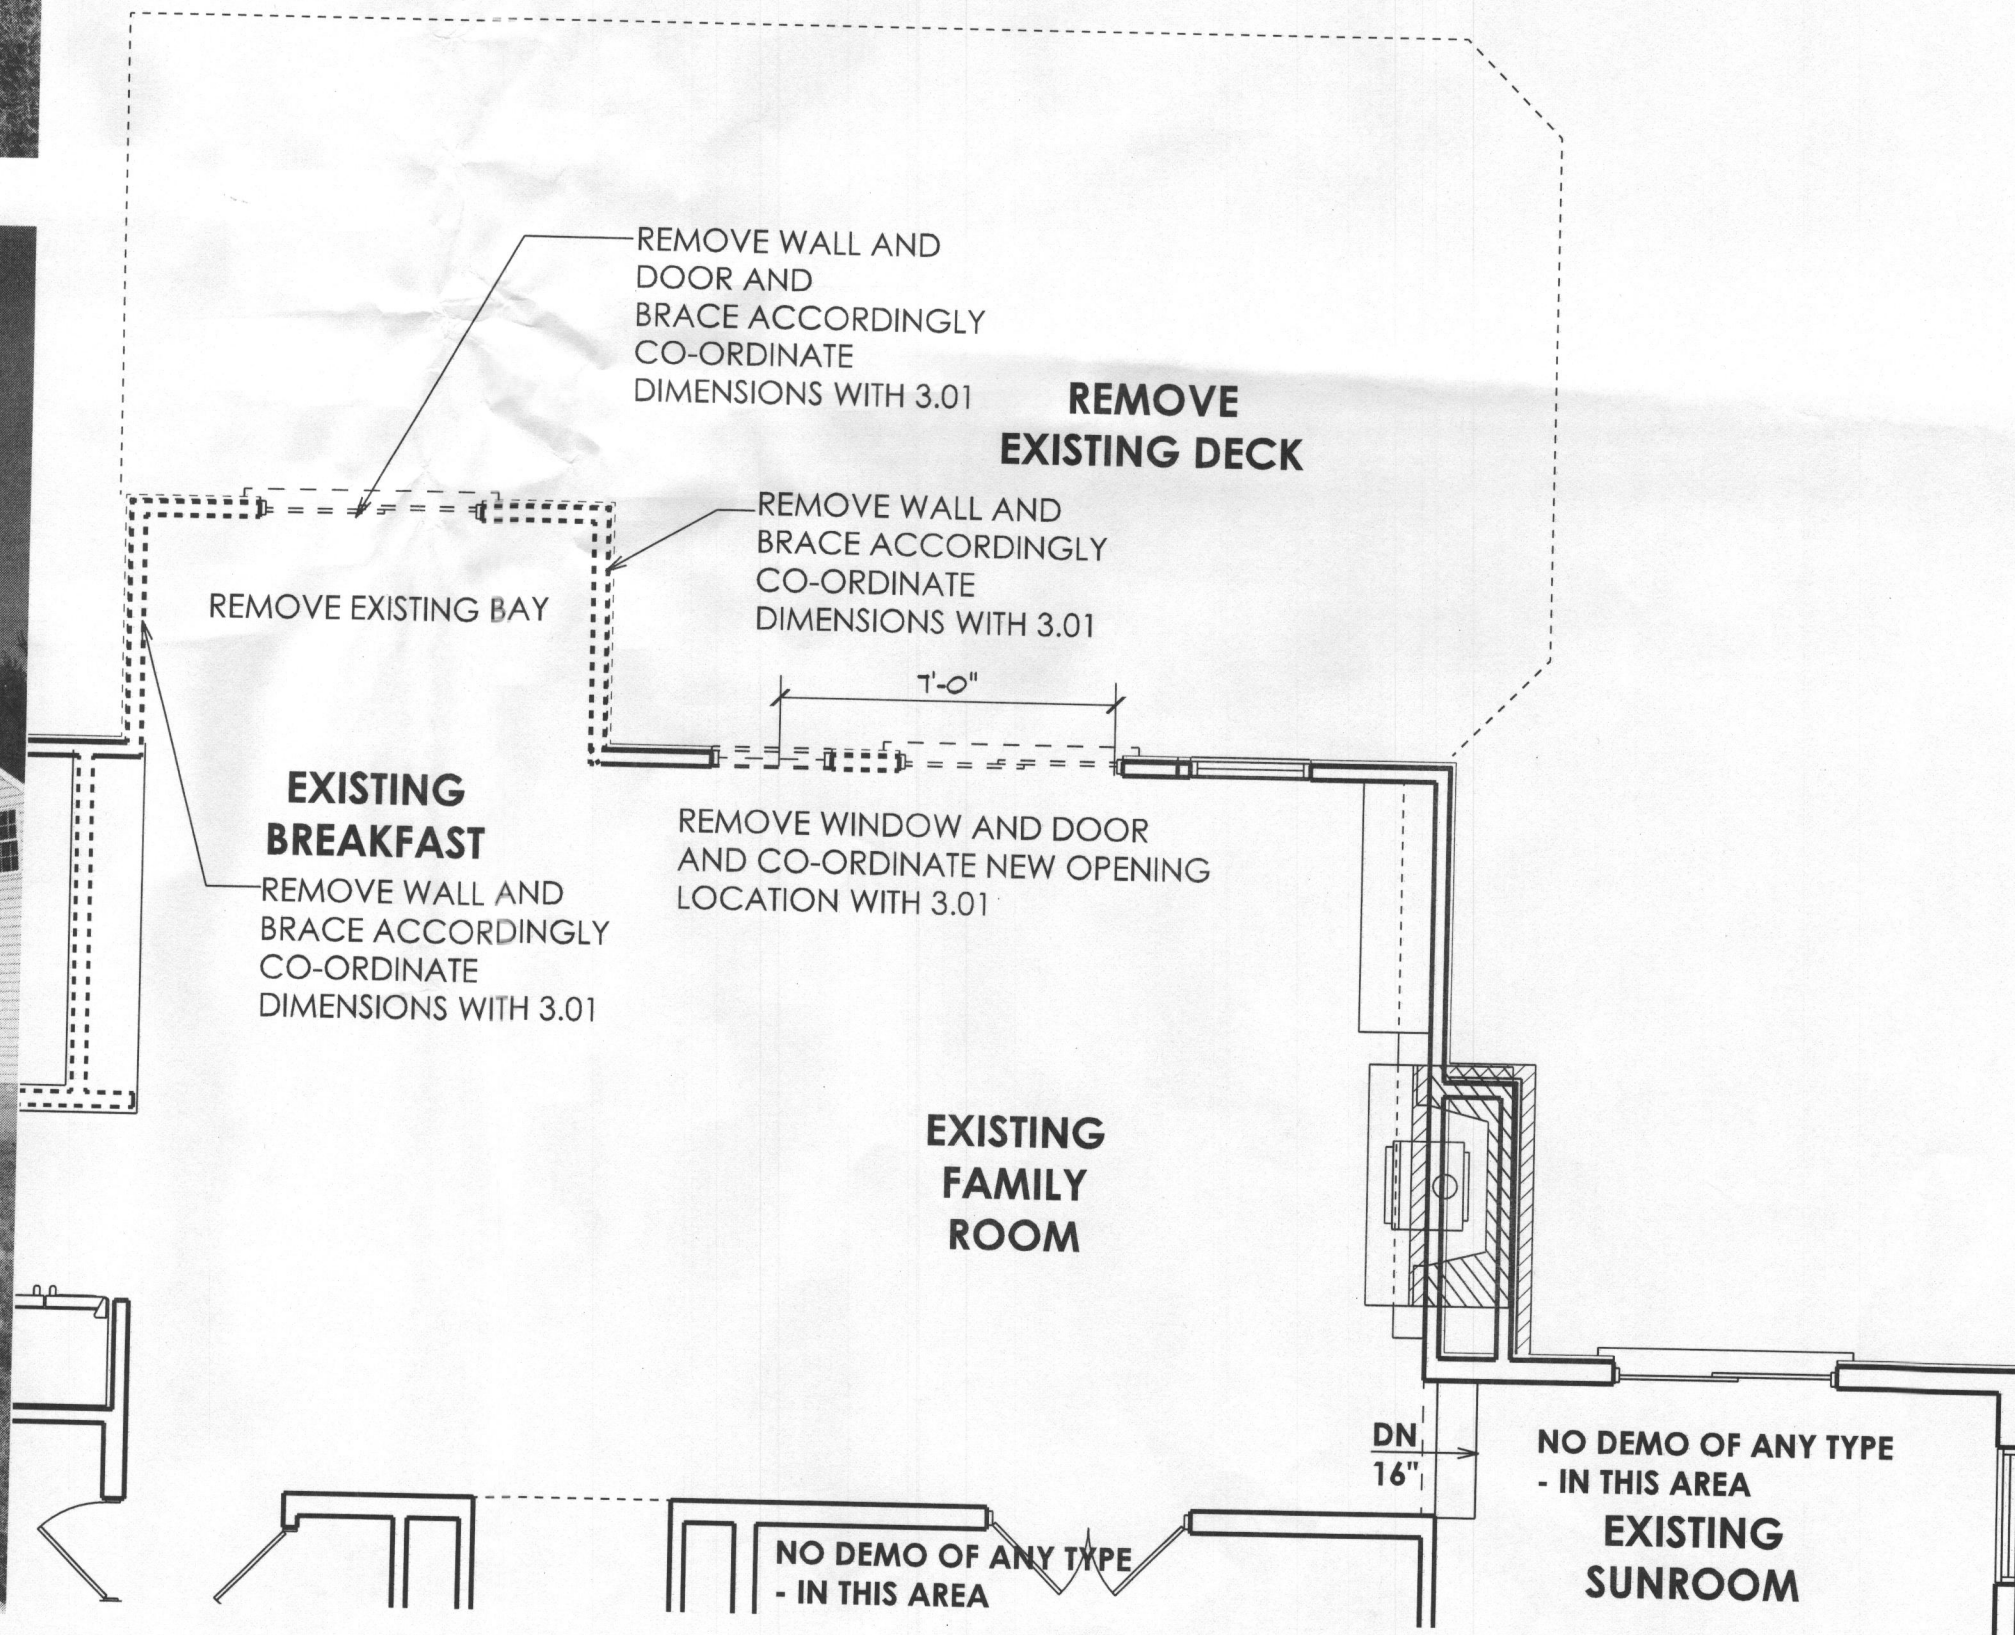 REMOVE WALL AND
DOOR AND
BRACE ACCORDINGLY
CO-ORDINATE
DIMENSIONS WITH 3.01
REMOVE
EXISTING DECK
REMOVE WALL AND
BRACE ACCORDINGLY
CO-ORDINATE
DIMENSIONS WITH 3.01
REMOVE EXISTING BAY
7'-0"
EXISTING
BREAKFAST
REMOVE WALL AND
BRACE ACCORDINGLY
CO-ORDINATE
DIMENSIONS WITH 3.01
REMOVE WINDOW AND DOOR
AND CO-ORDINATE NEW OPENING
LOCATION WITH 3.01
EXISTING
FAMILY
ROOM
DN
16"
NO DEMO OF ANY TYPE
- IN THIS AREA
EXISTING
SUNROOM
NO DEMO OF ANY TYPE
- IN THIS AREA